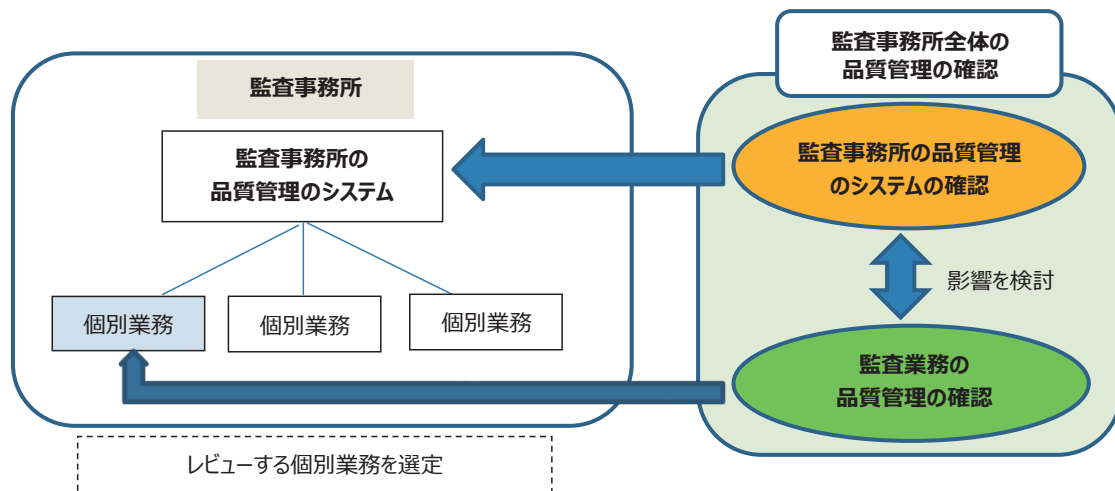 監査事務所
監査事務所の
品質管理のシステム
個別業務
個別業務
個別業務
レビューする個別業務を選定
監査事務所全体の
品質管理の確認
監査事務所の品質管理
のシステムの確認
影響を検討
監査業務の
品質管理の確認